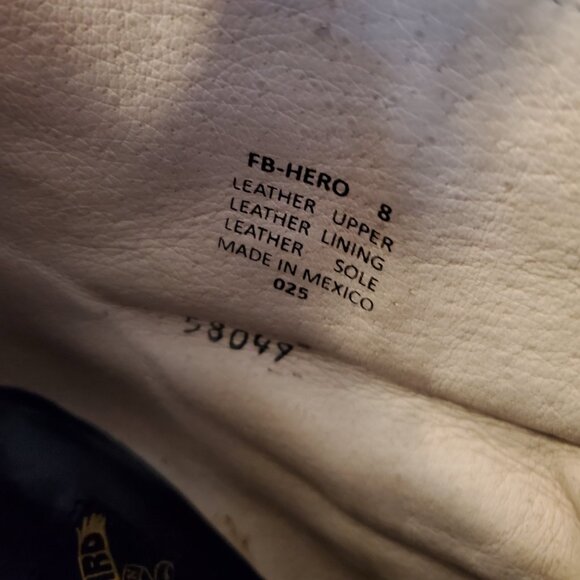 FB-HERO 8
LEATHER UPPER
LEATHER LINING
LEATHER SOLE
MADE IN MEXICO
025
58049